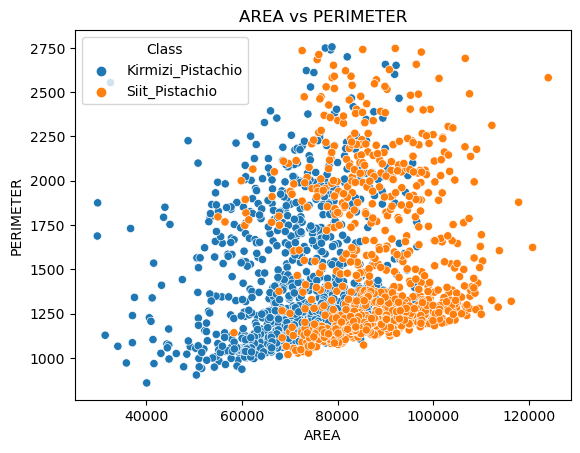 AREA vs PERIMETER
Class
Kirmizi_Pistachio
Siit_Pistachio
PERIMETER
2750
2500
2250
2000
1750
1500
1250
1000
40000 60000 80000 100000 120000
AREA